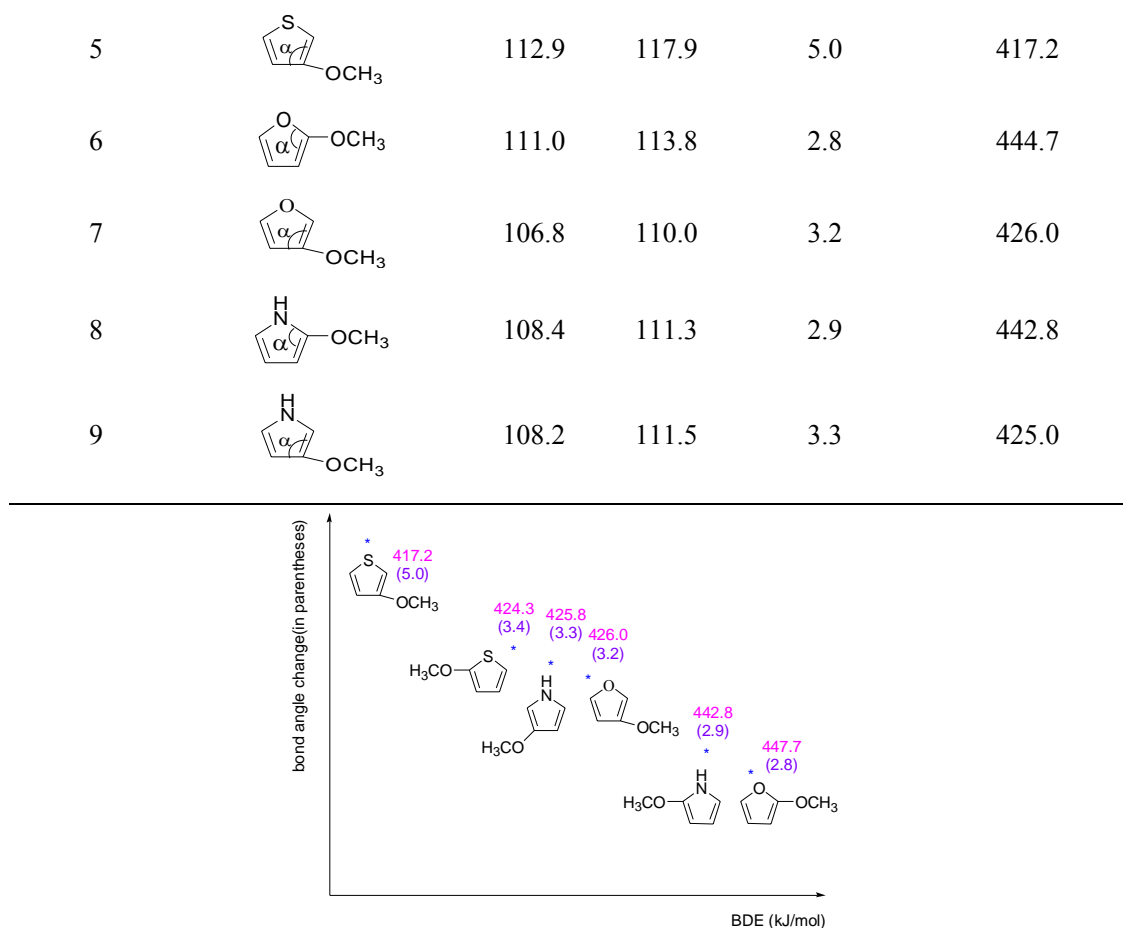 5 S α OCH3 112.9 117.9 5.0 417.2
6 O α OCH3 111.0 113.8 2.8 444.7
7 O α OCH3 106.8 110.0 3.2 426.0
8 H N α OCH3 108.4 111.3 2.9 442.8
9 H N α OCH3 108.2 111.5 3.3 425.0
bond angle change(in parentheses)
*
S
417.2
(5.0)
OCH3
424.3
(3.4)
*
H3CO S
425.8
(3.3)
*
H
N
H3CO
426.0
(3.2)
*
O
OCH3
442.8
(2.9)
*
H
N
H3CO
447.7
(2.8)
*
O
OCH3
BDE (kJ/mol)